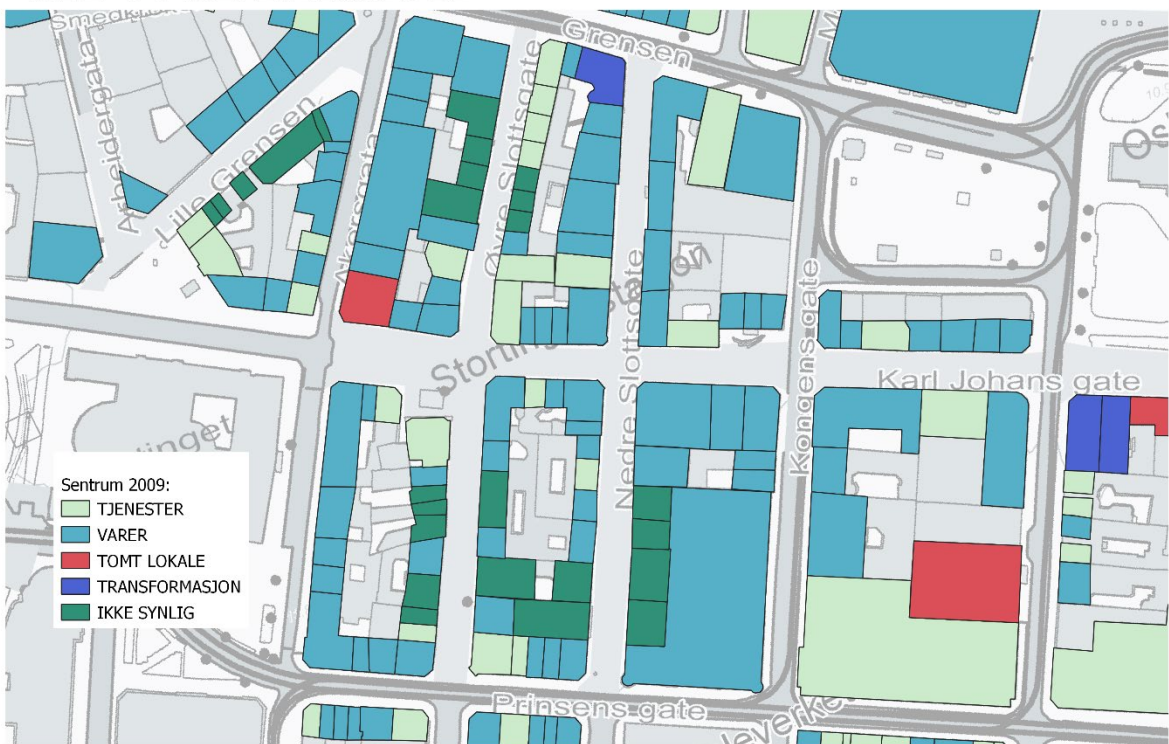 Grensen
Øvre Slottsgate
Lille Grensen
Arbeidergata
Akersgata
Nedre Slottsgate
Kongens gate
Karl Johans gate
Sentrum 2009:
TJENESTER
VARER
TOMT LOKALE
TRANSFORMASJON
IKKE SYNLIG
Prinsens gate